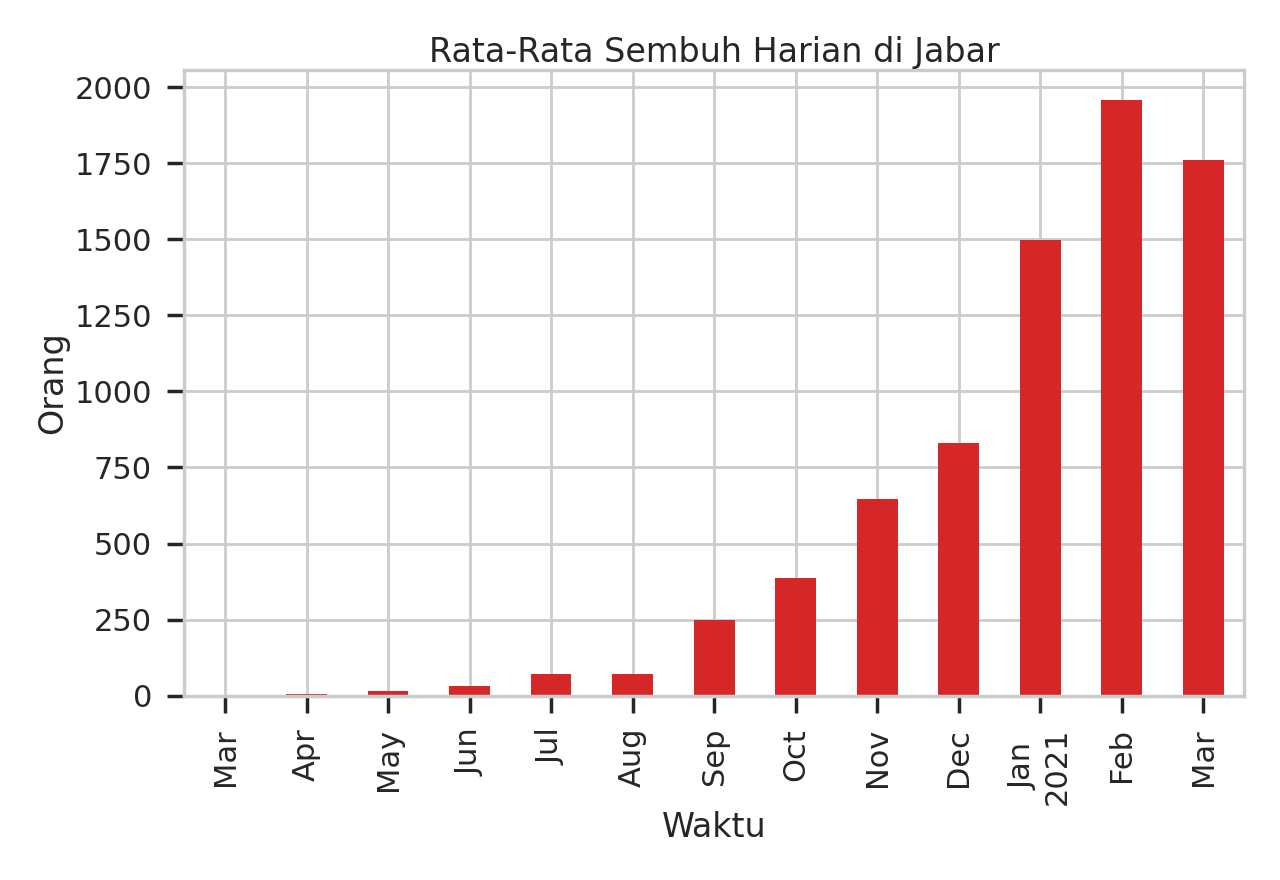 Rata-Rata Sembuh Harian di Jabar
2000
1750
1500
1250
1000
750
500
250
0
Orang
Mar
Apr
May
Jun
Jul
Aug
Sep
Oct
Nov
Dec
Jan
2021
Feb
Mar
Waktu